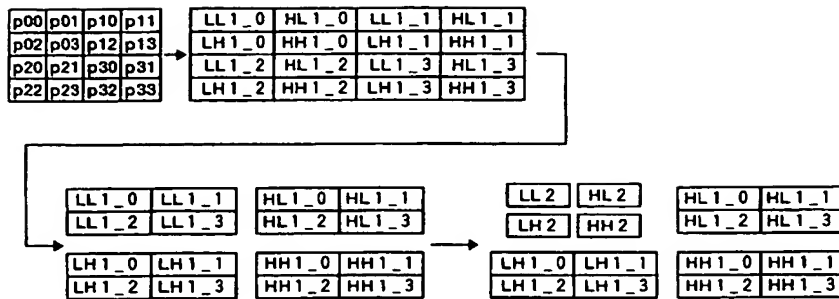 p00 p01 p10 p11
p02 p03 p12 p13
p20 p21 p30 p31
p22 p23 p32 p33
LL1_0 HL1_0 LL1_1 HL1_1
LH1_0 HH1_0 LH1_1 HH1_1
LL1_2 HL1_2 LL1_3 HL1_3
LH1_2 HH1_2 LH1_3 HH1_3
LL1_0 LL1_1
LL1_2 LL1_3
HL1_0 HL1_1
HL1_2 HL1_3
LH1_0 LH1_1
LH1_2 LH1_3
HH1_0 HH1_1
HH1_2 HH1_3
LL2 HL2
LH2 HH2
HL1_0 HL1_1
HL1_2 HL1_3
LH1_0 LH1_1
LH1_2 LH1_3
HH1_0 HH1_1
HH1_2 HH1_3